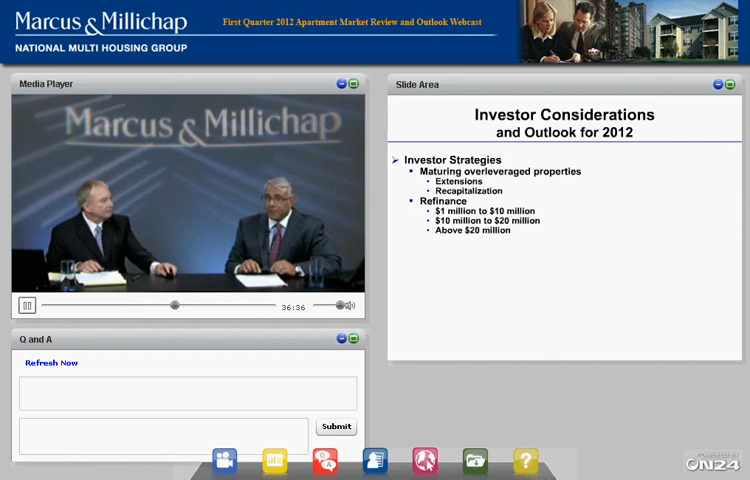 Marcus & Millichap
NATIONAL MULTI HOUSING GROUP
First Quarter 2012 Apartment Market Review and Outlook Webcast
Media Player
Marcus & Millichap
36:36
Q and A
Refresh Now
Submit
Slide Area
Investor Considerations
and Outlook for 2012
Investor Strategies
Maturing overleveraged properties
Extensions
Recapitalization
Refinance
$1 million to $10 million
$10 million to $20 million
Above $20 million
Q
A
?
POWERED BY
ON24